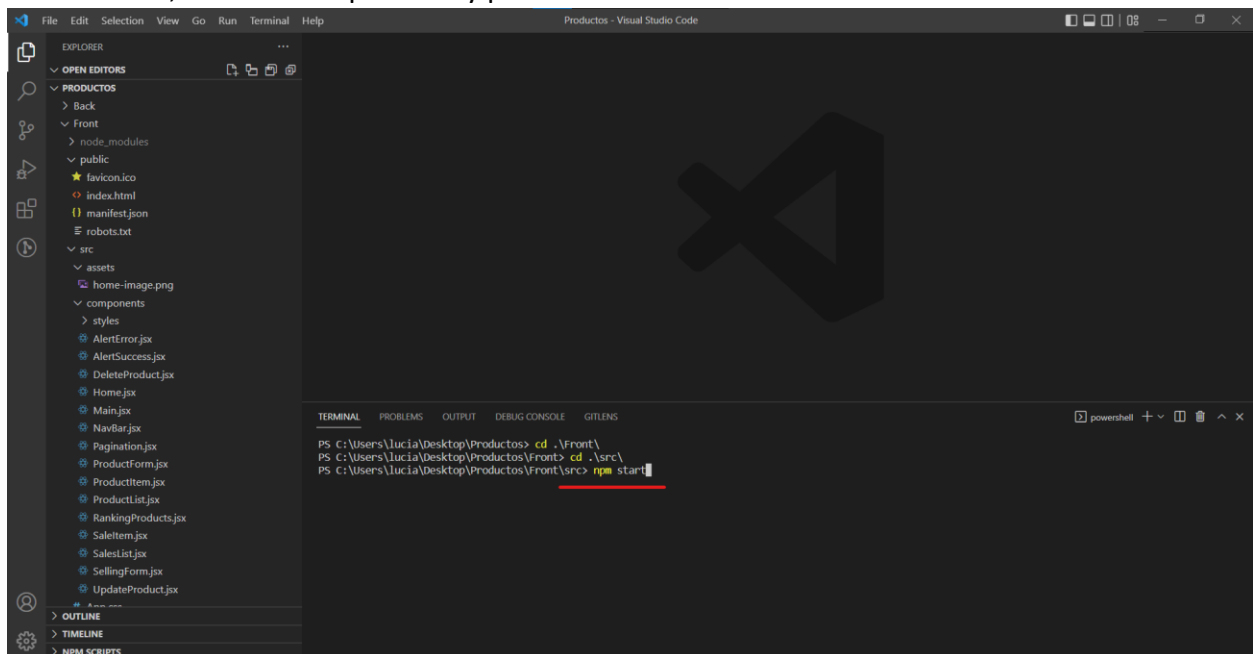 File Edit Selection View Go Run Terminal Help
Productos - Visual Studio Code
EXPLORER
OPEN EDITORS
PRODUCTOS
Back
Front
node_modules
public
favicon.ico
index.html
manifest.json
robots.txt
src
assets
home-image.png
components
styles
AlertError.jsx
AlertSuccess.jsx
DeleteProduct.jsx
Home.jsx
Main.jsx
NavBar.jsx
Pagination.jsx
ProductForm.jsx
ProductItem.jsx
ProductList.jsx
RankingProducts.jsx
SaleItem.jsx
SalesList.jsx
SellingForm.jsx
UpdateProduct.jsx
OUTLINE
TIMELINE
NPM SCRIPTS
TERMINAL PROBLEMS OUTPUT DEBUG CONSOLE GITLENS
powershell
PS C:\Users\lucia\Desktop\Productos> cd .\Front\
PS C:\Users\lucia\Desktop\Productos\Front> cd .\src\
PS C:\Users\lucia\Desktop\Productos\Front\src> npm start